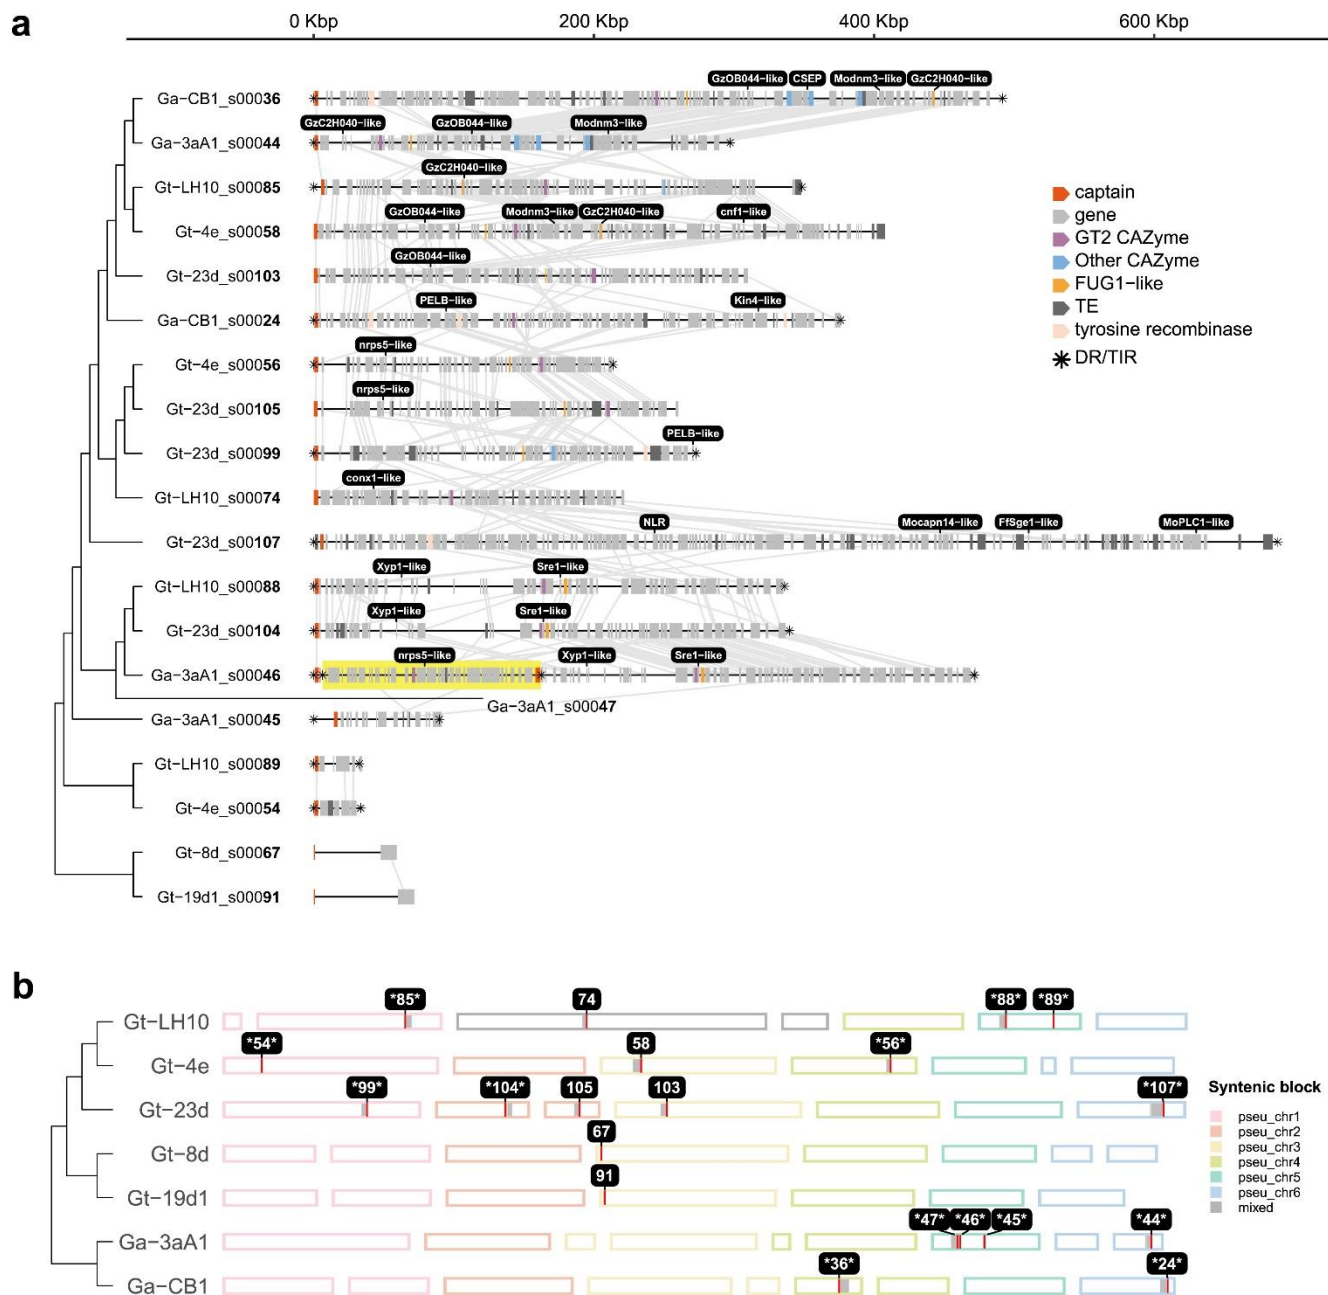 a
0 Kbp 200 Kbp 400 Kbp 600 Kbp
GzOB044-like CSEP Modnm3-like GzC2H040-like
Ga-CB1_s00036
GzC2H040-like GzOB044-like Modnm3-like
Ga-3aA1_s00044
GzC2H040-like
Gt-LH10_s00085
captain
GzOB044-like Modnm3-like GzC2H040-like cnf1-like
gene
Gt-4e_s00058
GT2 CAZyme
GzOB044-like
Other CAZyme
Gt-23d_s00103
FUG1-like
PELB-like Kin4-like
TE
Ga-CB1_s00024
tyrosine recombinase
nrps5-like
DR/TIR
Gt-4e_s00056
nrps5-like
Gt-23d_s00105
PELB-like
Gt-23d_s00099
conx1-like
Gt-LH10_s00074
NLR Mocapn14-like FfSge1-like MoPLC1-like
Gt-23d_s00107
Xyp1-like Sre1-like
Gt-LH10_s00088
Xyp1-like Sre1-like
Gt-23d_s00104
nrps5-like Xyp1-like Sre1-like
Ga-3aA1_s00046
Ga-3aA1_s00047
Ga-3aA1_s00045
Gt-LH10_s00089
Gt-4e_s00054
Gt-8d_s00067
Gt-19d1_s00091
b
*85* 74 *88* *89*
Gt-LH10
*54* 58 *56*
Gt-4e
*99* *104* 105 103 *107*
Gt-23d
67
Gt-8d
91
Gt-19d1
*47* *46* *45* *44*
Ga-3aA1
*36* *24*
Ga-CB1
Syntenic block
pseu_chr1
pseu_chr2
pseu_chr3
pseu_chr4
pseu_chr5
pseu_chr6
mixed